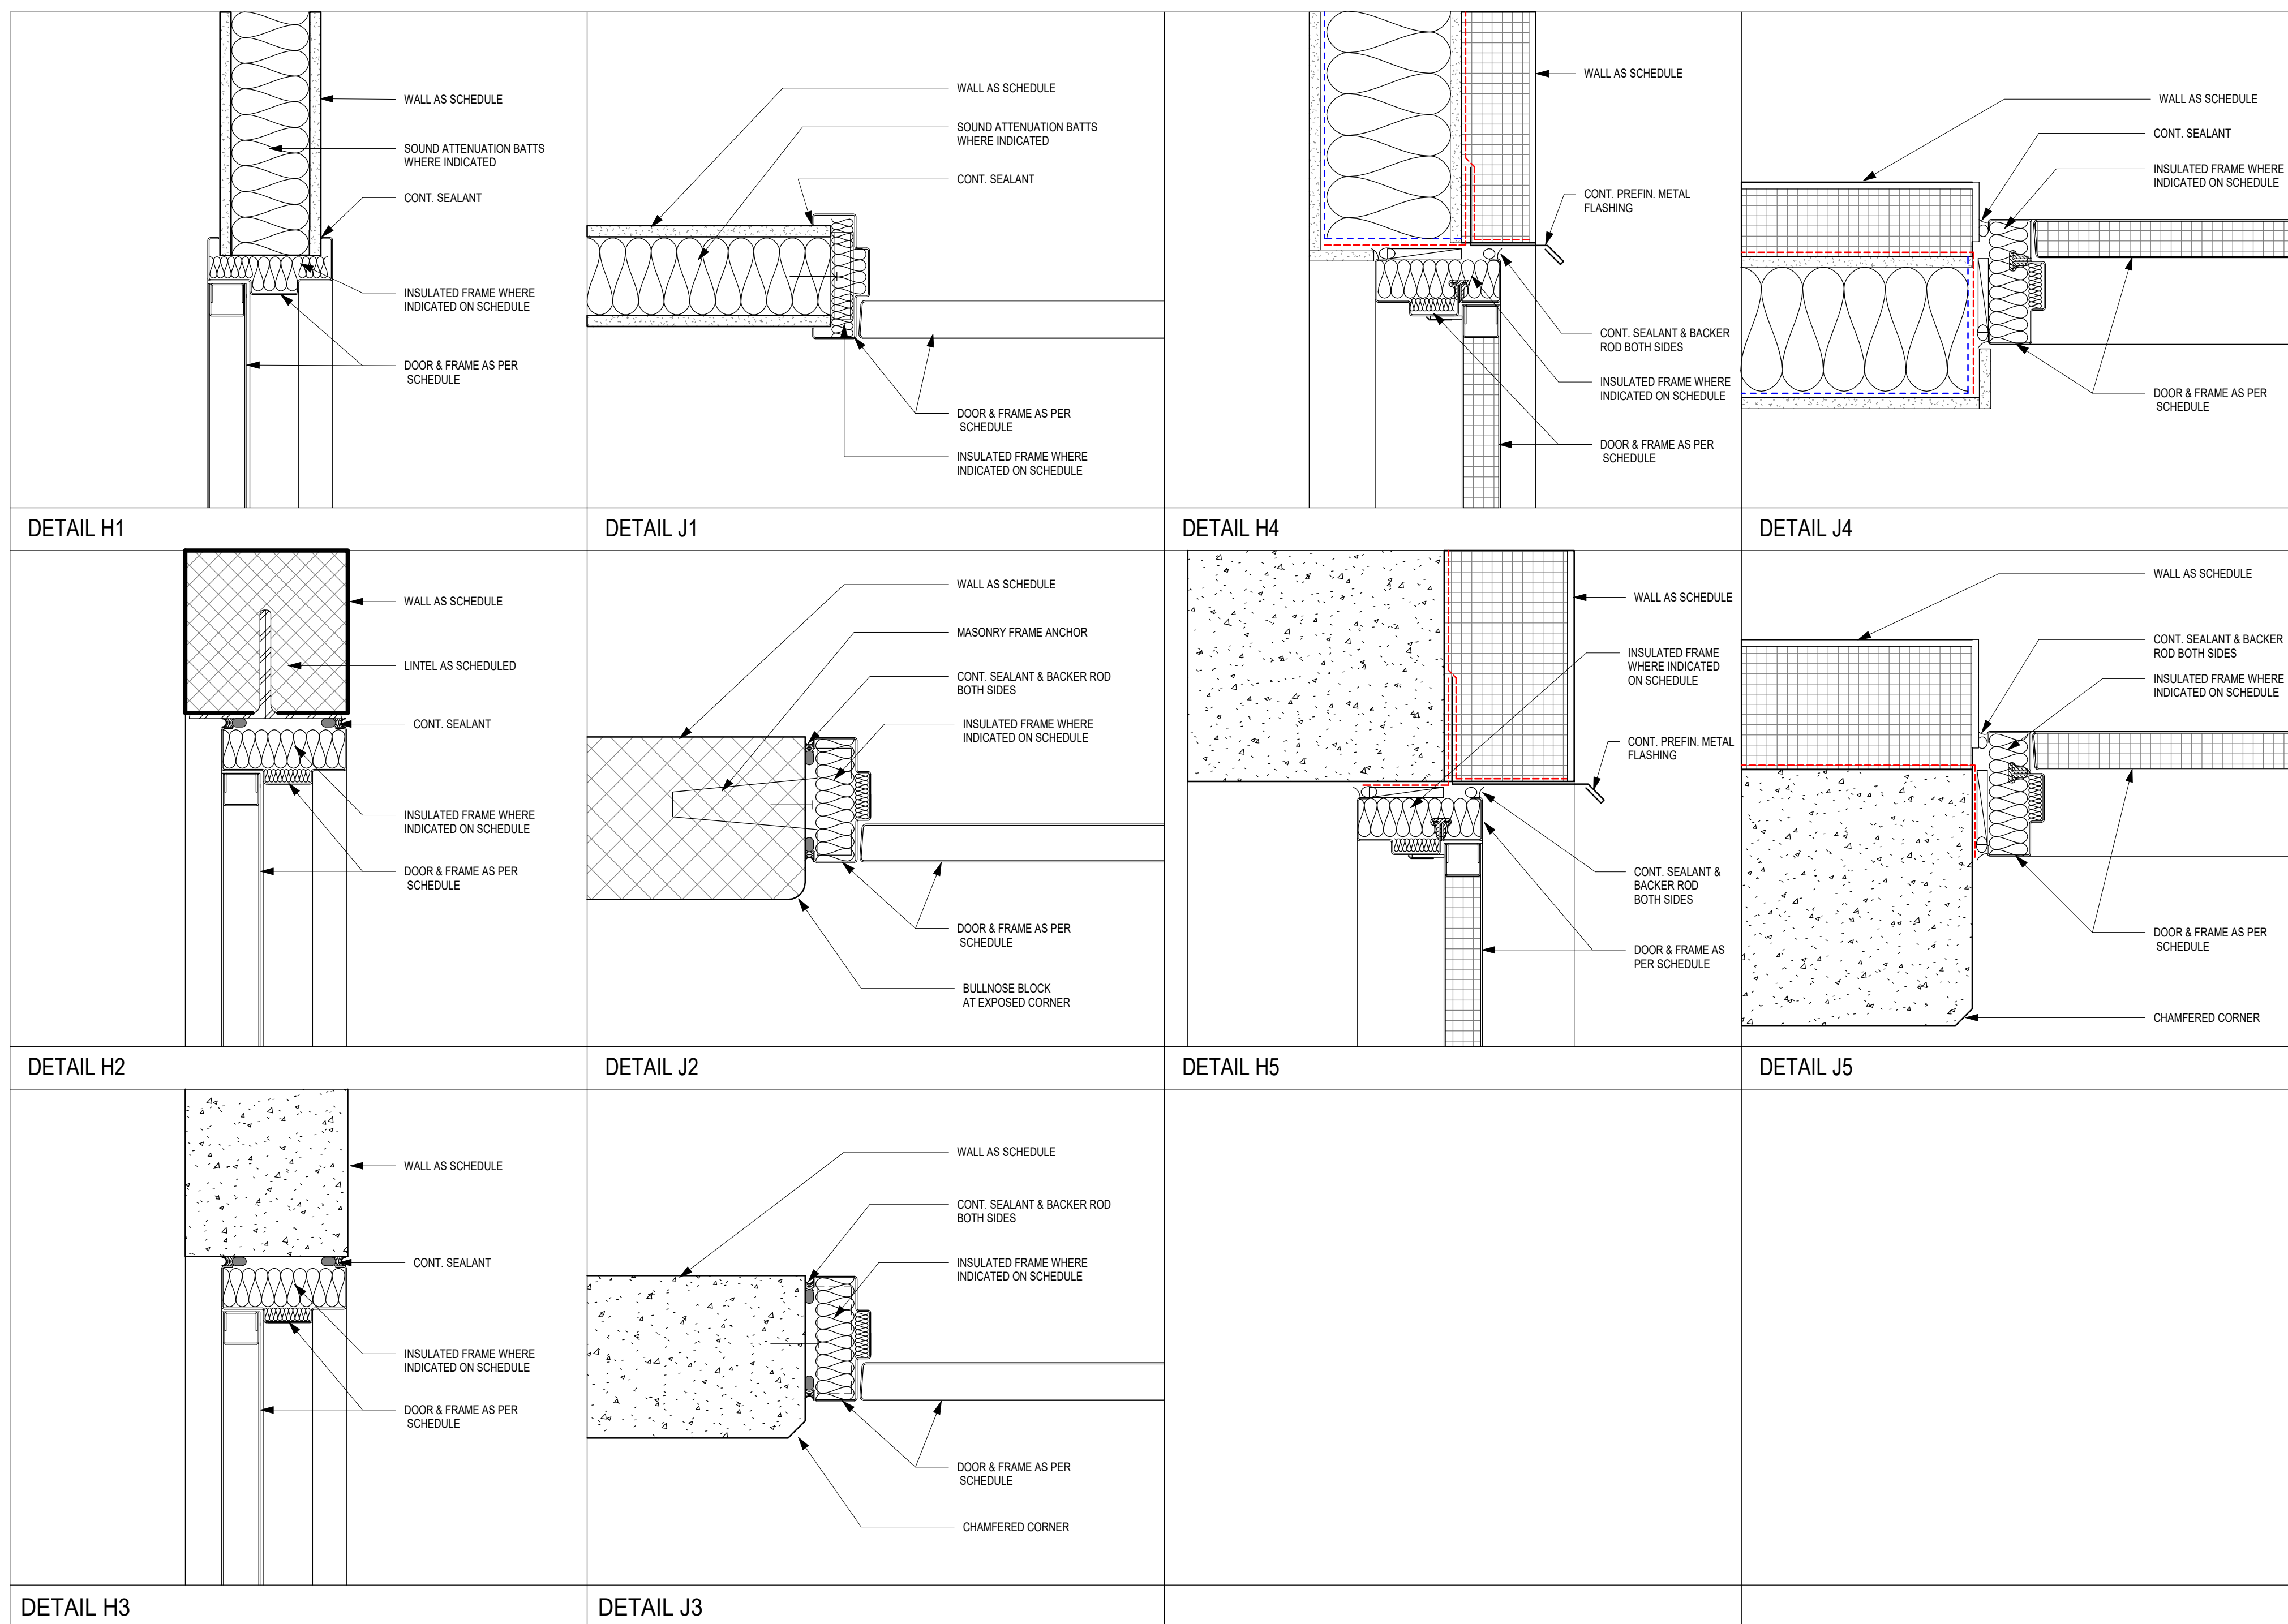 WALL AS SCHEDULE
SOUND ATTENUATION BATTS
WHERE INDICATED
CONT. SEALANT
INSULATED FRAME WHERE
INDICATED ON SCHEDULE
DOOR & FRAME AS PER
SCHEDULE
DETAIL H1
WALL AS SCHEDULE
SOUND ATTENUATION BATTS
WHERE INDICATED
CONT. SEALANT
DOOR & FRAME AS PER
SCHEDULE
INSULATED FRAME WHERE
INDICATED ON SCHEDULE
DETAIL J1
WALL AS SCHEDULE
CONT. PREFIN. METAL
FLASHING
CONT. SEALANT & BACKER
ROD BOTH SIDES
INSULATED FRAME WHERE
INDICATED ON SCHEDULE
DOOR & FRAME AS PER
SCHEDULE
DETAIL H4
WALL AS SCHEDULE
CONT. SEALANT
INSULATED FRAME WHERE
INDICATED ON SCHEDULE
DOOR & FRAME AS PER
SCHEDULE
DETAIL J4
WALL AS SCHEDULE
LINTEL AS SCHEDULED
CONT. SEALANT
INSULATED FRAME WHERE
INDICATED ON SCHEDULE
DOOR & FRAME AS PER
SCHEDULE
DETAIL H2
WALL AS SCHEDULE
MASONRY FRAME ANCHOR
CONT. SEALANT & BACKER ROD
BOTH SIDES
INSULATED FRAME WHERE
INDICATED ON SCHEDULE
DOOR & FRAME AS PER
SCHEDULE
BULLNOSE BLOCK
AT EXPOSED CORNER
DETAIL J2
WALL AS SCHEDULE
INSULATED FRAME
WHERE INDICATED
ON SCHEDULE
CONT. PREFIN. METAL
FLASHING
CONT. SEALANT &
BACKER ROD
BOTH SIDES
DOOR & FRAME AS
PER SCHEDULE
DETAIL H5
WALL AS SCHEDULE
CONT. SEALANT & BACKER
ROD BOTH SIDES
INSULATED FRAME WHERE
INDICATED ON SCHEDULE
DOOR & FRAME AS PER
SCHEDULE
CHAMFERED CORNER
DETAIL J5
WALL AS SCHEDULE
CONT. SEALANT
INSULATED FRAME WHERE
INDICATED ON SCHEDULE
DOOR & FRAME AS PER
SCHEDULE
DETAIL H3
WALL AS SCHEDULE
CONT. SEALANT & BACKER ROD
BOTH SIDES
INSULATED FRAME WHERE
INDICATED ON SCHEDULE
DOOR & FRAME AS PER
SCHEDULE
CHAMFERED CORNER
DETAIL J3